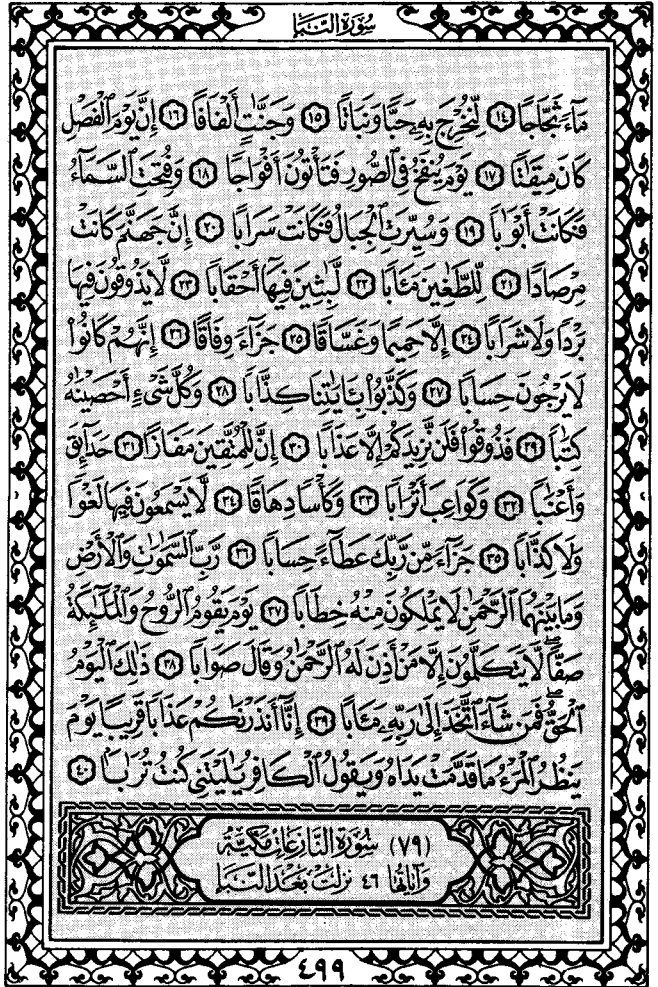 سُورَةُ النَّبَإِ
مَآءً ثَجَّاجًا ١٤ لِّنُخْرِجَ بِهِۦ حَبًّا وَنَبَاتًا ١٥ وَجَنَّٰتٍ أَلْفَافًا ١٦ إِنَّ يَوْمَ ٱلْفَصْلِ
كَانَ مِيقَٰتًا ١٧ يَوْمَ يُنفَخُ فِى ٱلصُّورِ فَتَأْتُونَ أَفْوَاجًا ١٨ وَفُتِحَتِ ٱلسَّمَآءُ
فَكَانَتْ أَبْوَٰبًا ١٩ وَسُيِّرَتِ ٱلْجِبَالُ فَكَانَتْ سَرَابًا ٢٠ إِنَّ جَهَنَّمَ كَانَتْ
مِرْصَادًا ٢١ لِّلطَّٰغِينَ مَـَٔابًا ٢٢ لَّٰبِثِينَ فِيهَآ أَحْقَابًا ٢٣ لَّا يَذُوقُونَ فِيهَا
بَرْدًا وَلَا شَرَابًا ٢٤ إِلَّا حَمِيمًا وَغَسَّاقًا ٢٥ جَزَآءً وِفَاقًا ٢٦ إِنَّهُمْ كَانُوا۟
لَا يَرْجُونَ حِسَابًا ٢٧ وَكَذَّبُوا۟ بِـَٔايَٰتِنَا كِذَّابًا ٢٨ وَكُلَّ شَىْءٍ أَحْصَيْنَٰهُ
كِتَٰبًا ٢٩ فَذُوقُوا۟ فَلَن نَّزِيدَكُمْ إِلَّا عَذَابًا ٣٠ إِنَّ لِلْمُتَّقِينَ مَفَازًا ٣١ حَدَآئِقَ
وَأَعْنَٰبًا ٣٢ وَكَوَاعِبَ أَتْرَابًا ٣٣ وَكَأْسًا دِهَاقًا ٣٤ لَّا يَسْمَعُونَ فِيهَا لَغْوًا
وَلَا كِذَّٰبًا ٣٥ جَزَآءً مِّن رَّبِّكَ عَطَآءً حِسَابًا ٣٦ رَّبِّ ٱلسَّمَٰوَٰتِ وَٱلْأَرْضِ
وَمَا بَيْنَهُمَا ٱلرَّحْمَٰنِ لَا يَمْلِكُونَ مِنْهُ خِطَابًا ٣٧ يَوْمَ يَقُومُ ٱلرُّوحُ وَٱلْمَلَٰٓئِكَةُ
صَفًّا لَّا يَتَكَلَّمُونَ إِلَّا مَنْ أَذِنَ لَهُ ٱلرَّحْمَٰنُ وَقَالَ صَوَابًا ٣٨ ذَٰلِكَ ٱلْيَوْمُ
ٱلْحَقُّ فَمَن شَآءَ ٱتَّخَذَ إِلَىٰ رَبِّهِۦ مَـَٔابًا ٣٩ إِنَّآ أَنذَرْنَٰكُمْ عَذَابًا قَرِيبًا يَوْمَ
يَنظُرُ ٱلْمَرْءُ مَا قَدَّمَتْ يَدَاهُ وَيَقُولُ ٱلْكَافِرُ يَٰلَيْتَنِى كُنتُ تُرَٰبًۢا ٤٠
(٧٩) سُورَةُ النَّازِعَاتِ مَكِيَّة
وَآيَاتُهَا ٤٦ نَزَلَتْ بَعْدَ النَّبَإِ
٤٩٩